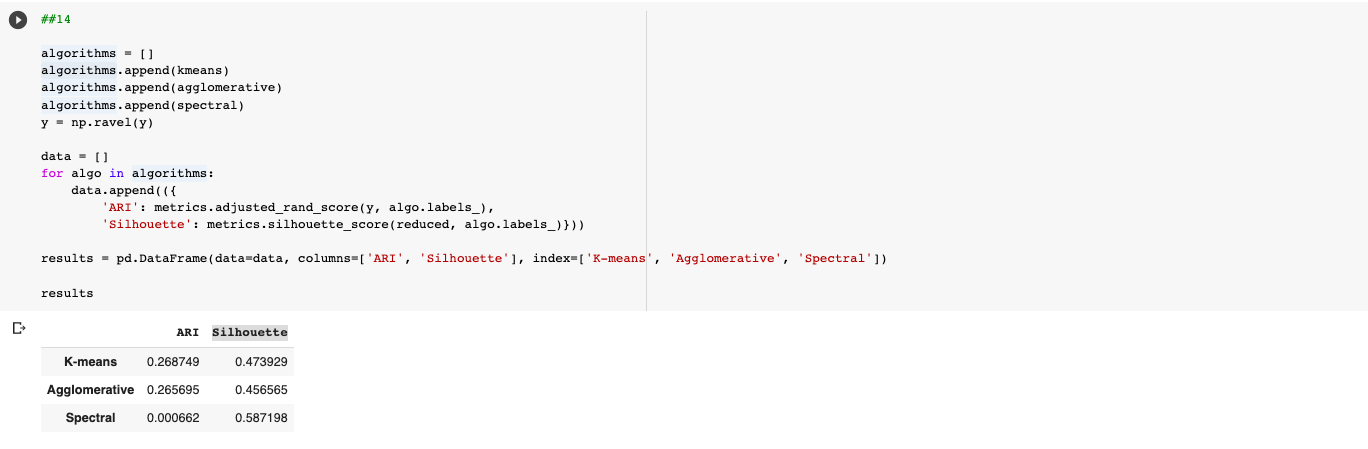 ##14
algorithms = []
algorithms.append(kmeans)
algorithms.append(agglomerative)
algorithms.append(spectral)
y = np.ravel(y)
data = []
for algo in algorithms:
    data.append(({
        'ARI': metrics.adjusted_rand_score(y, algo.labels_),
        'Silhouette': metrics.silhouette_score(reduced, algo.labels_)}))
results = pd.DataFrame(data=data, columns=['ARI', 'Silhouette'], index=['K-means', 'Agglomerative', 'Spectral'])
results
ARI Silhouette
K-means 0.268749 0.473929
Agglomerative 0.265695 0.456565
Spectral 0.000662 0.587198